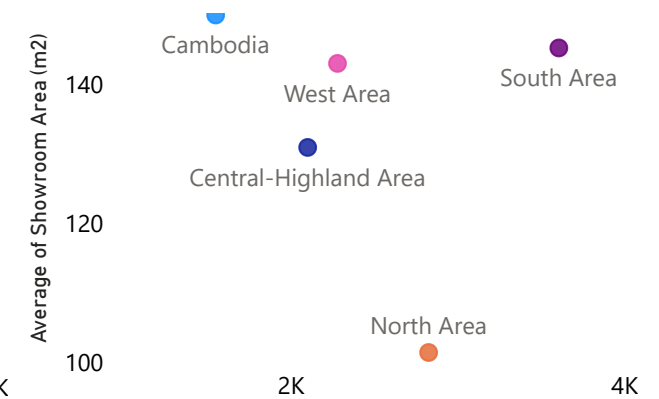 Average of Showroom Area (m2)
Cambodia
140
West Area
South Area
Central-Highland Area
120
North Area
100
K
2K
4K